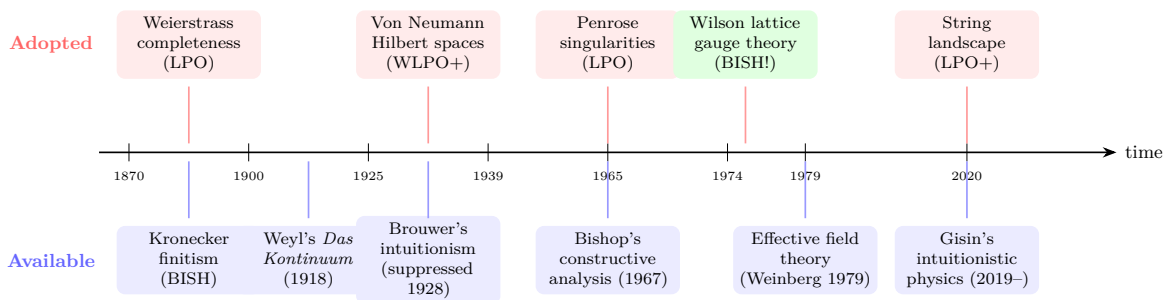 Adopted
Weierstrass
completeness
(LPO)
Von Neumann
Hilbert spaces
(WLPO+)
Penrose
singularities
(LPO)
Wilson lattice
gauge theory
(BISH!)
String
landscape
(LPO+)
time
1870
1900
1925
1939
1965
1974
1979
2020
Available
Kronecker
finitism
(BISH)
Weyl's Das
Kontinuum
(1918)
Brouwer's
intuitionism
(suppressed
1928)
Bishop's
constructive
analysis (1967)
Effective field
theory
(Weinberg 1979)
Gisin's
intuitionistic
physics (2019–)